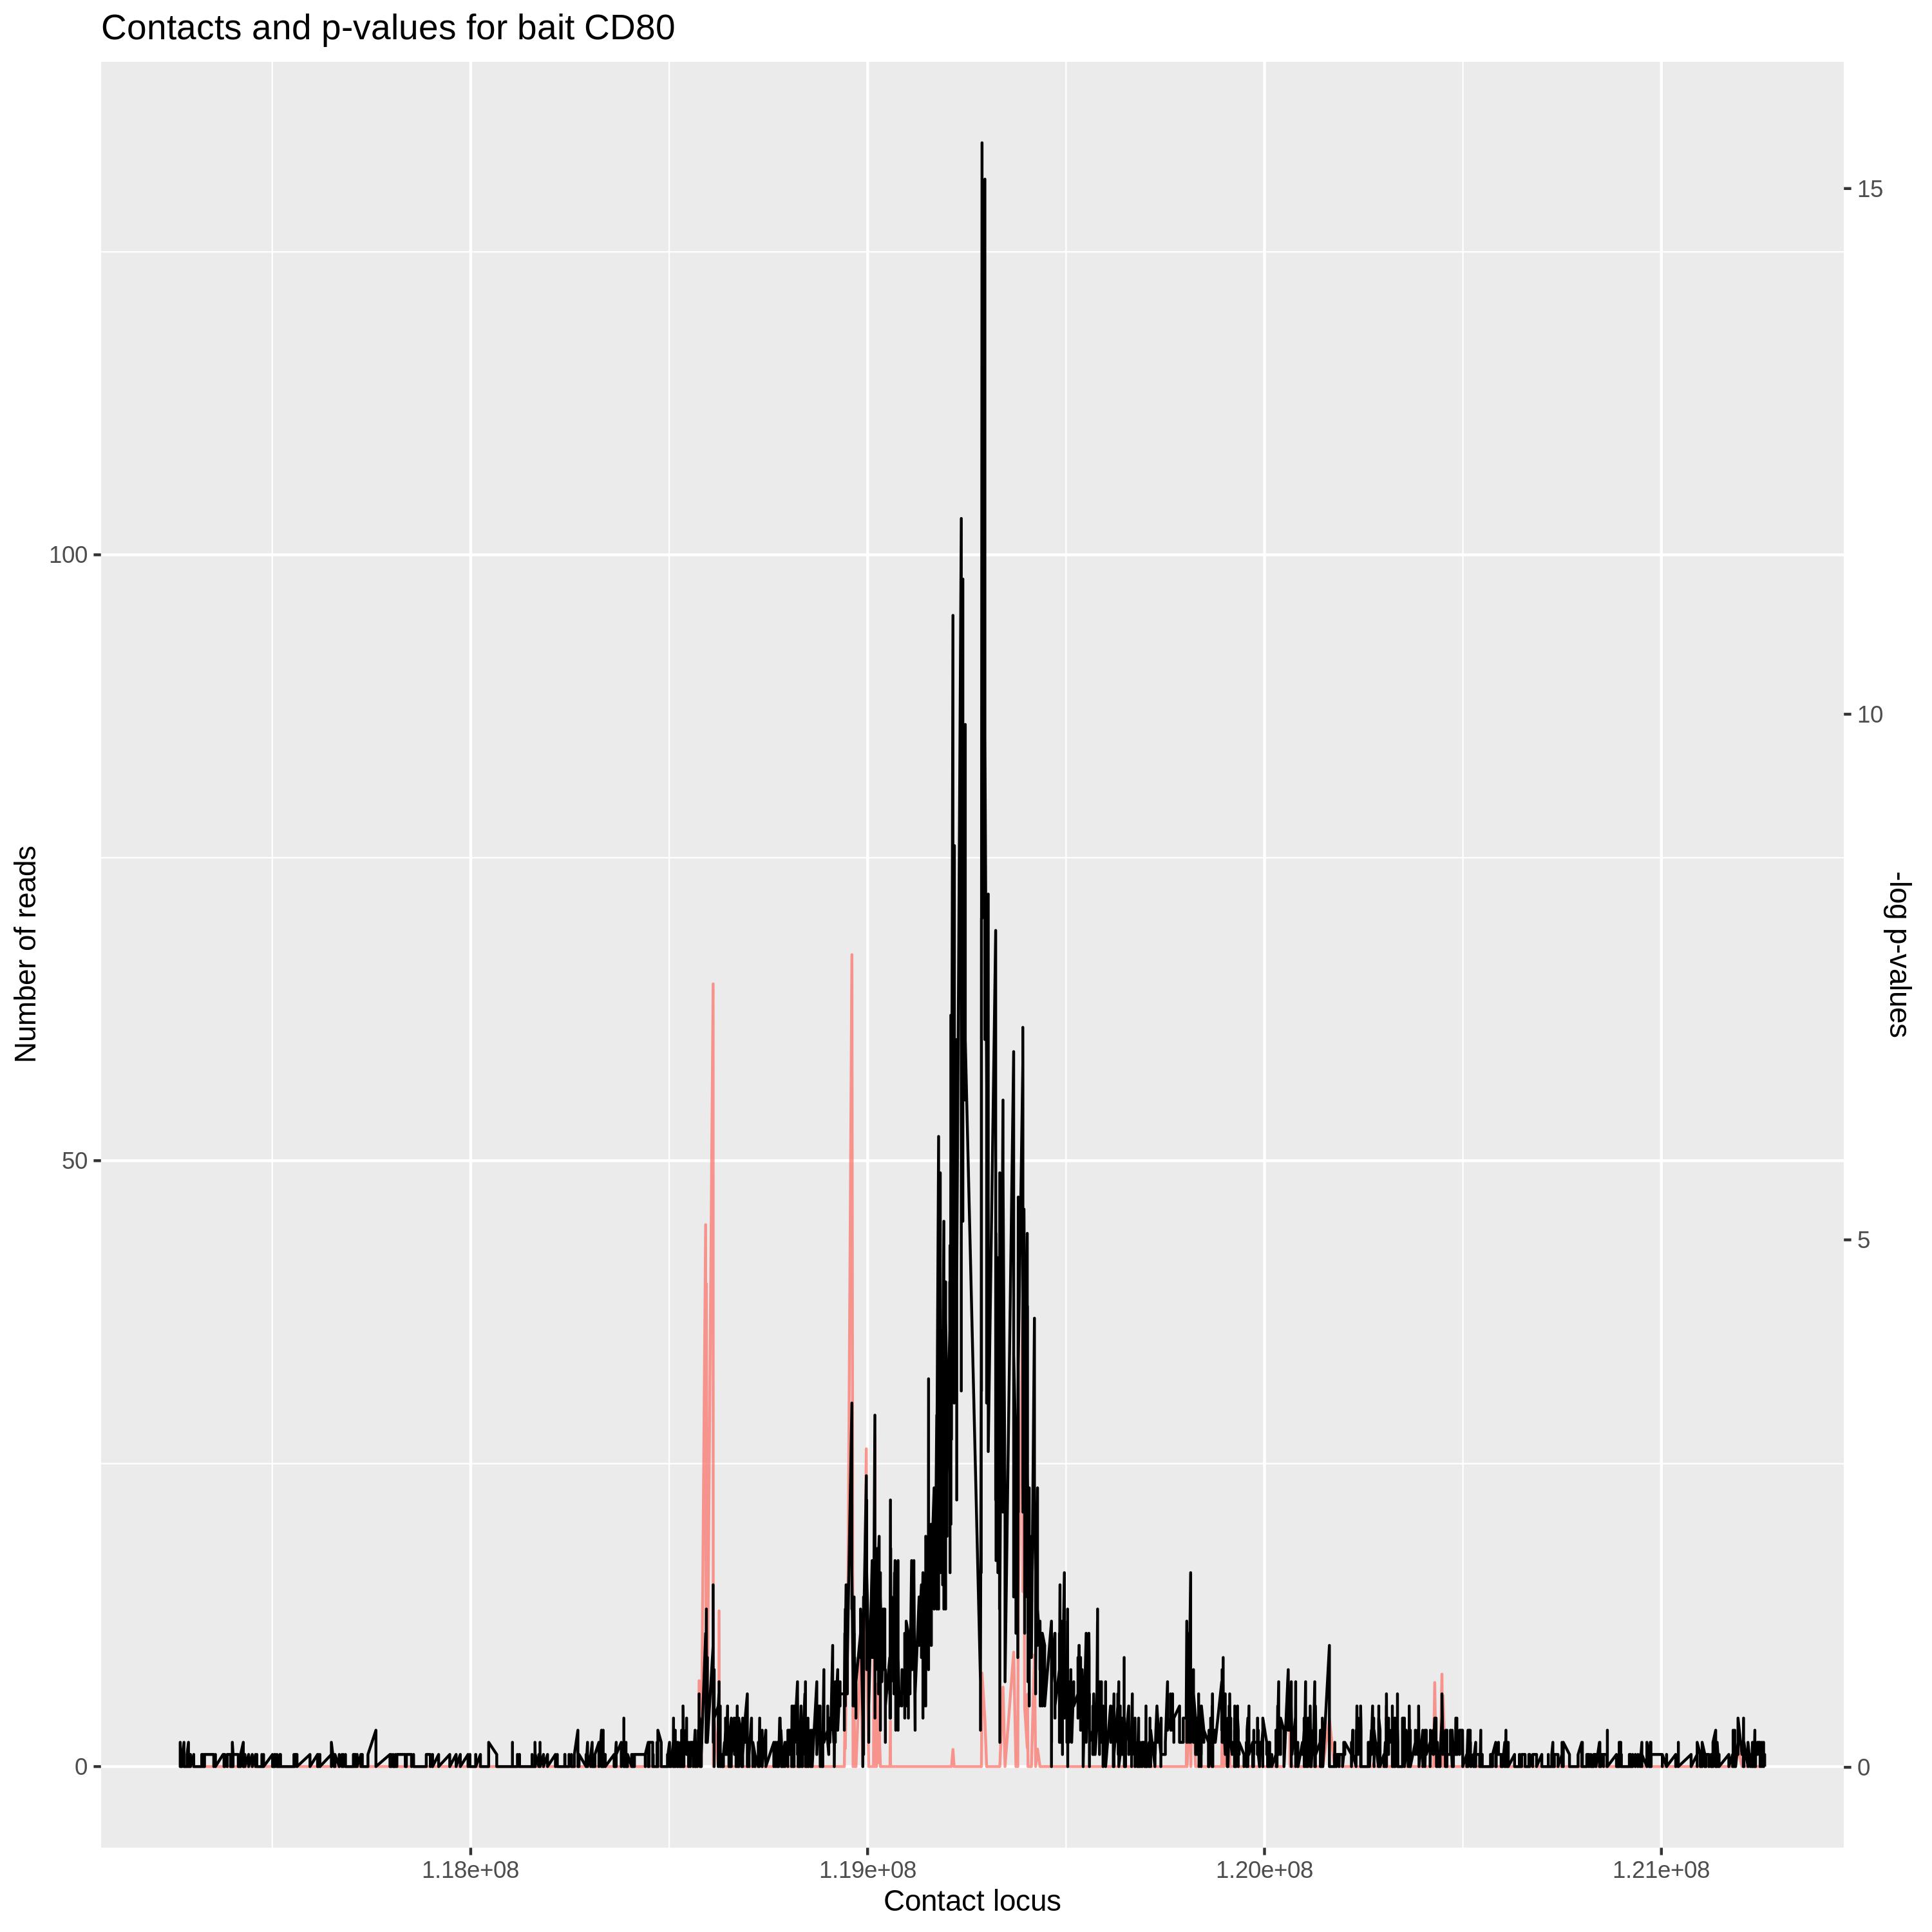 Contacts and p-values for bait CD80
Number of reads
100
50
0
15
10
5
0
-log p-values
1.18e+08
1.19e+08
1.20e+08
1.21e+08
Contact locus